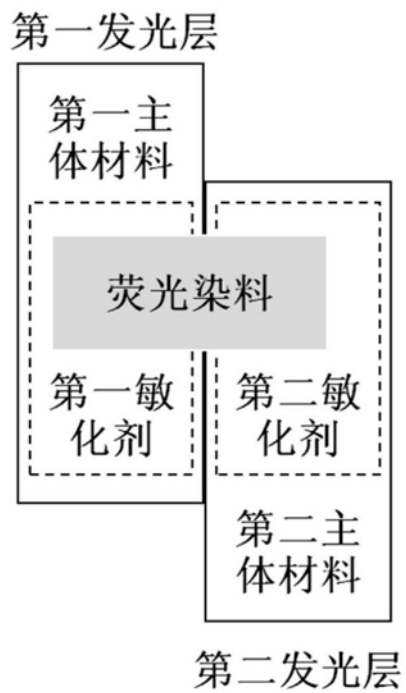 第一发光层
第一主
体材料
荧光染料
第一敏
化剂
第二敏
化剂
第二主
体材料
第二发光层